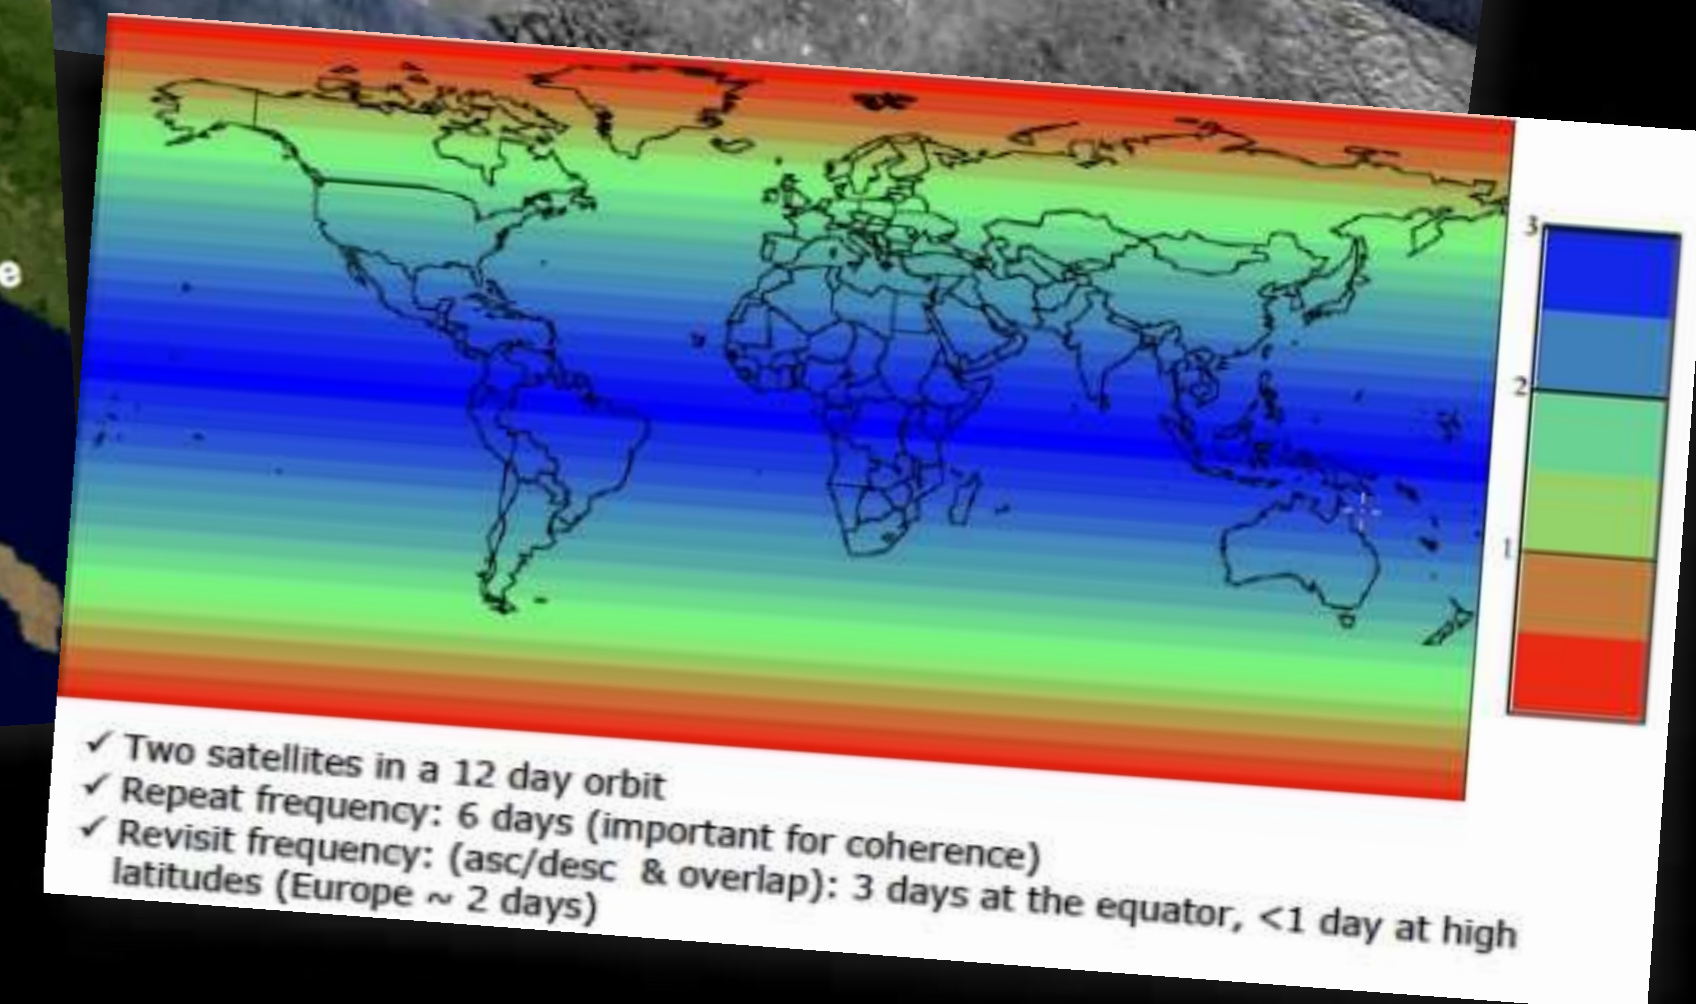 e
3
2
1
✓ Two satellites in a 12 day orbit
✓ Repeat frequency: 6 days (important for coherence)
✓ Revisit frequency: (asc/desc & overlap): 3 days at the equator, <1 day at high
latitudes (Europe ~ 2 days)